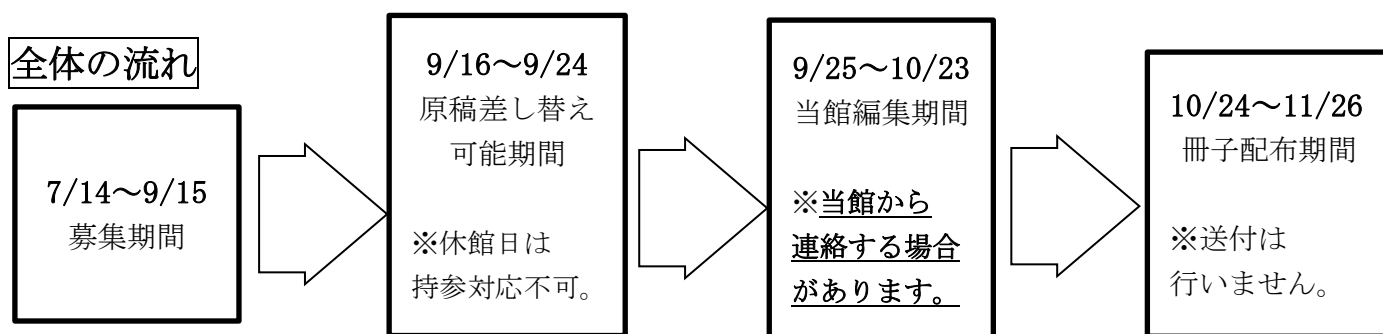 全体の流れ
7/14～9/15
募集期間
9/16～9/24
原稿差し替え
可能期間
※休館日は
持参対応不可。
9/25～10/23
当館編集期間
※当館から
連絡する場合
があります。
10/24～11/26
冊子配布期間
※送付は
行いません。